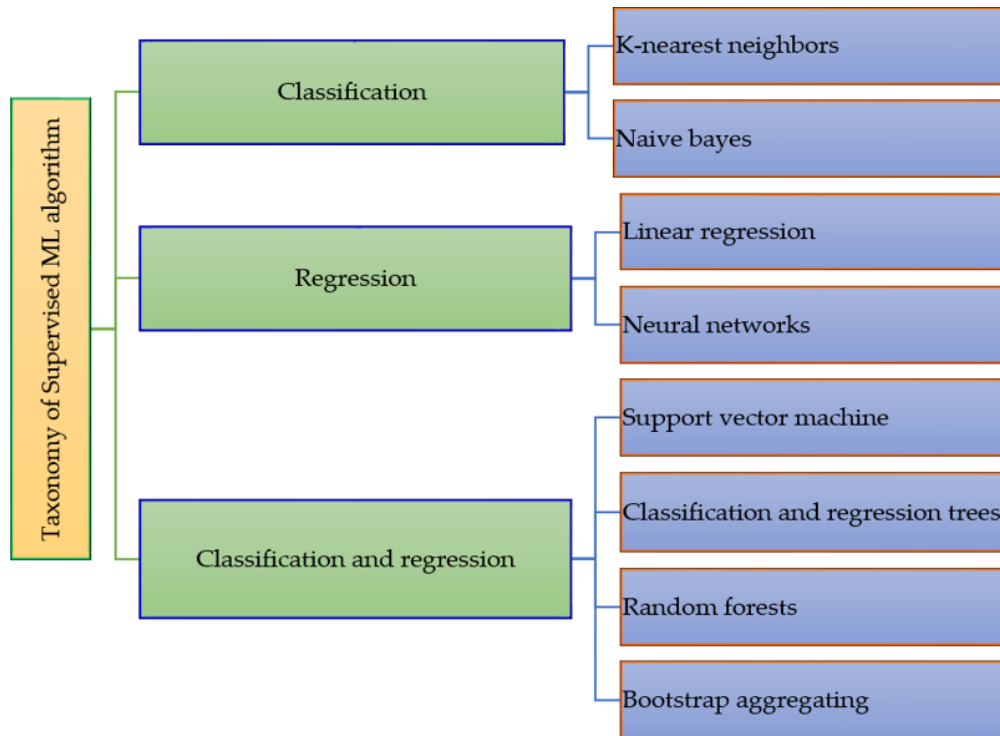 Taxonomy of Supervised ML algorithm
Classification
K-nearest neighbors
Naive bayes
Regression
Linear regression
Neural networks
Classification and regression
Support vector machine
Classification and regression trees
Random forests
Bootstrap aggregating